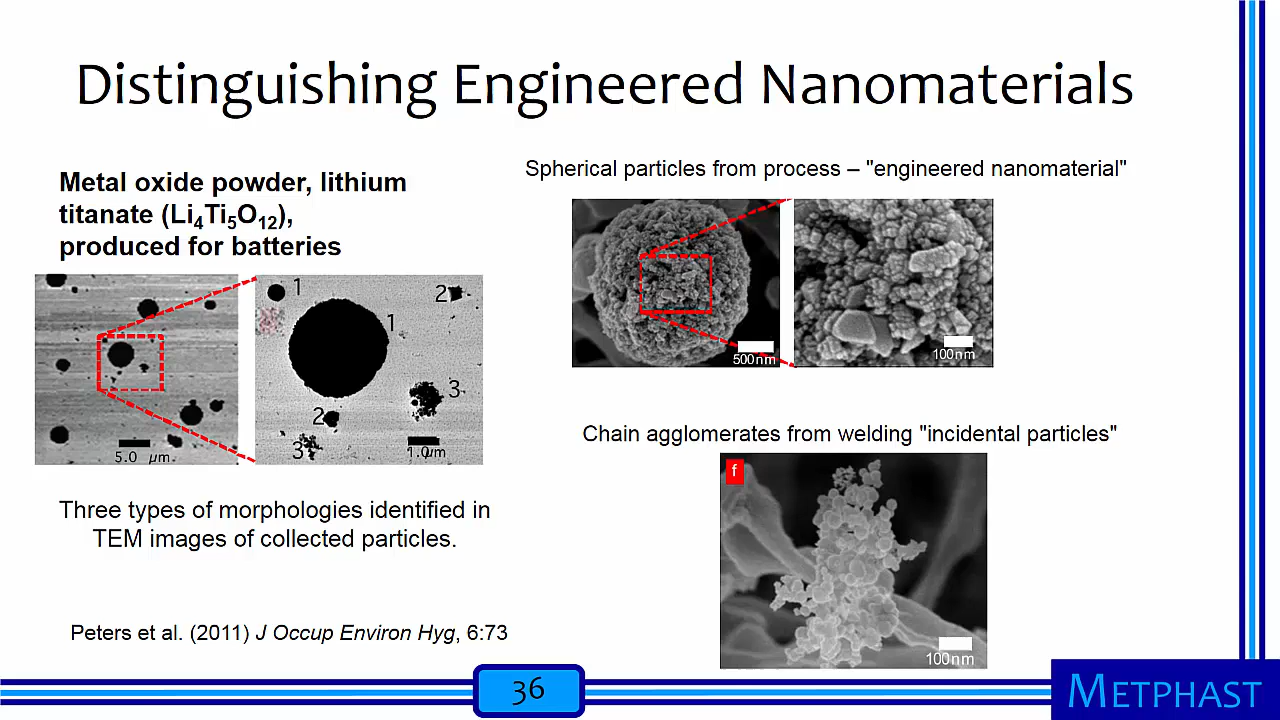 Distinguishing Engineered Nanomaterials
Metal oxide powder, lithium
titanate (Li₄Ti₅O₁₂),
produced for batteries
5.0 µm
1
2
1
3
2
3
1.0µm
Three types of morphologies identified in
TEM images of collected particles.
Peters et al. (2011) J Occup Environ Hyg, 6:73
Spherical particles from process – "engineered nanomaterial"
500nm
100nm
Chain agglomerates from welding "incidental particles"
f
100nm
36
METPHAST